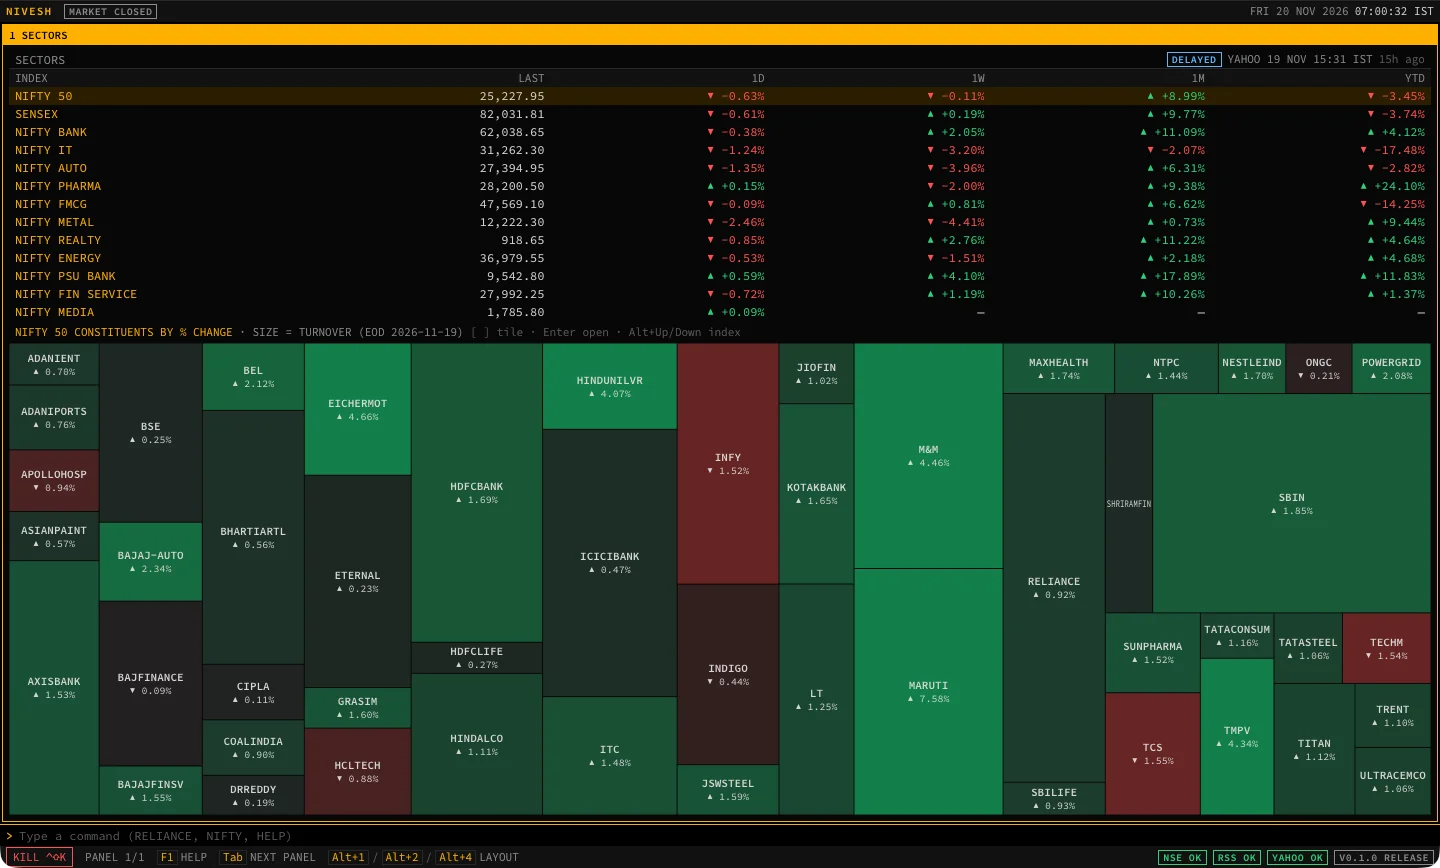 NIVESH MARKET CLOSED FRI 20 NOV 2026 07:00:32 IST
1 SECTORS
SECTORS DELAYED YAHOO 19 NOV 15:31 IST 15h ago
INDEX LAST 1D 1W 1M YTD
NIFTY 50 25,227.95 ▼ -0.63% ▼ -0.11% ▲ +8.99% ▼ -3.45%
SENSEX 82,031.81 ▼ -0.61% ▲ +0.19% ▲ +9.77% ▼ -3.74%
NIFTY BANK 62,038.65 ▼ -0.38% ▲ +2.05% ▲ +11.09% ▲ +4.12%
NIFTY IT 31,262.30 ▼ -1.24% ▼ -3.20% ▼ -2.07% ▼ -17.48%
NIFTY AUTO 27,394.95 ▼ -1.35% ▼ -3.96% ▲ +6.31% ▼ -2.82%
NIFTY PHARMA 28,200.50 ▲ +0.15% ▼ -2.00% ▲ +9.38% ▲ +24.10%
NIFTY FMCG 47,569.10 ▼ -0.09% ▲ +0.81% ▲ +6.62% ▼ -14.25%
NIFTY METAL 12,222.30 ▼ -2.46% ▼ -4.41% ▲ +0.73% ▲ +9.44%
NIFTY REALTY 918.65 ▼ -0.85% ▲ +2.76% ▲ +11.22% ▲ +4.64%
NIFTY ENERGY 36,979.55 ▼ -0.53% ▼ -1.51% ▲ +2.18% ▲ +4.68%
NIFTY PSU BANK 9,542.80 ▲ +0.59% ▲ +4.10% ▲ +17.89% ▲ +11.83%
NIFTY FIN SERVICE 27,992.25 ▼ -0.72% ▲ +1.19% ▲ +10.26% ▲ +1.37%
NIFTY MEDIA 1,785.80 ▲ +0.09% — — —
NIFTY 50 CONSTITUENTS BY % CHANGE · SIZE = TURNOVER (EOD 2026-11-19) [ ] tile · Enter open · Alt+Up/Down index
ADANIENT
▲ 0.70%
ADANIPORTS
▲ 0.76%
APOLLOHOSP
▼ 0.94%
ASIANPAINT
▲ 0.57%
AXISBANK
▲ 1.53%
BSE
▲ 0.25%
BAJAJ-AUTO
▲ 2.34%
BAJFINANCE
▼ 0.09%
BAJAJFINSV
▲ 1.55%
BEL
▲ 2.12%
BHARTIARTL
▲ 0.56%
CIPLA
▲ 0.11%
COALINDIA
▲ 0.90%
DRREDDY
▲ 0.19%
EICHERMOT
▲ 4.66%
ETERNAL
▲ 0.23%
GRASIM
▲ 1.60%
HCLTECH
▼ 0.88%
HDFCBANK
▲ 1.69%
HDFCLIFE
▲ 0.27%
HINDALCO
▲ 1.11%
HINDUNILVR
▲ 4.07%
ICICIBANK
▲ 0.47%
ITC
▲ 1.48%
INFY
▼ 1.52%
INDIGO
▼ 0.44%
JSWSTEEL
▲ 1.59%
JIOFIN
▲ 1.02%
KOTAKBANK
▲ 1.65%
LT
▲ 1.25%
M&M
▲ 4.46%
MARUTI
▲ 7.58%
MAXHEALTH
▲ 1.74%
NTPC
▲ 1.44%
NESTLEIND
▲ 1.70%
ONGC
▼ 0.21%
POWERGRID
▲ 2.08%
RELIANCE
▲ 0.92%
SBILIFE
▲ 0.93%
SHRIRAMFIN
SBIN
▲ 1.85%
SUNPHARMA
▲ 1.52%
TCS
▼ 1.55%
TATACONSUM
▲ 1.16%
TMPV
▲ 4.34%
TATASTEEL
▲ 1.06%
TECHM
▼ 1.54%
TITAN
▲ 1.12%
TRENT
▲ 1.10%
ULTRACEMCO
▲ 1.06%
> Type a command (RELIANCE, NIFTY, HELP)
KILL ^⇧K PANEL 1/1 F1 HELP Tab NEXT PANEL Alt+1 / Alt+2 / Alt+4 LAYOUT NSE OK RSS OK YAHOO OK V0.1.0 RELEASE